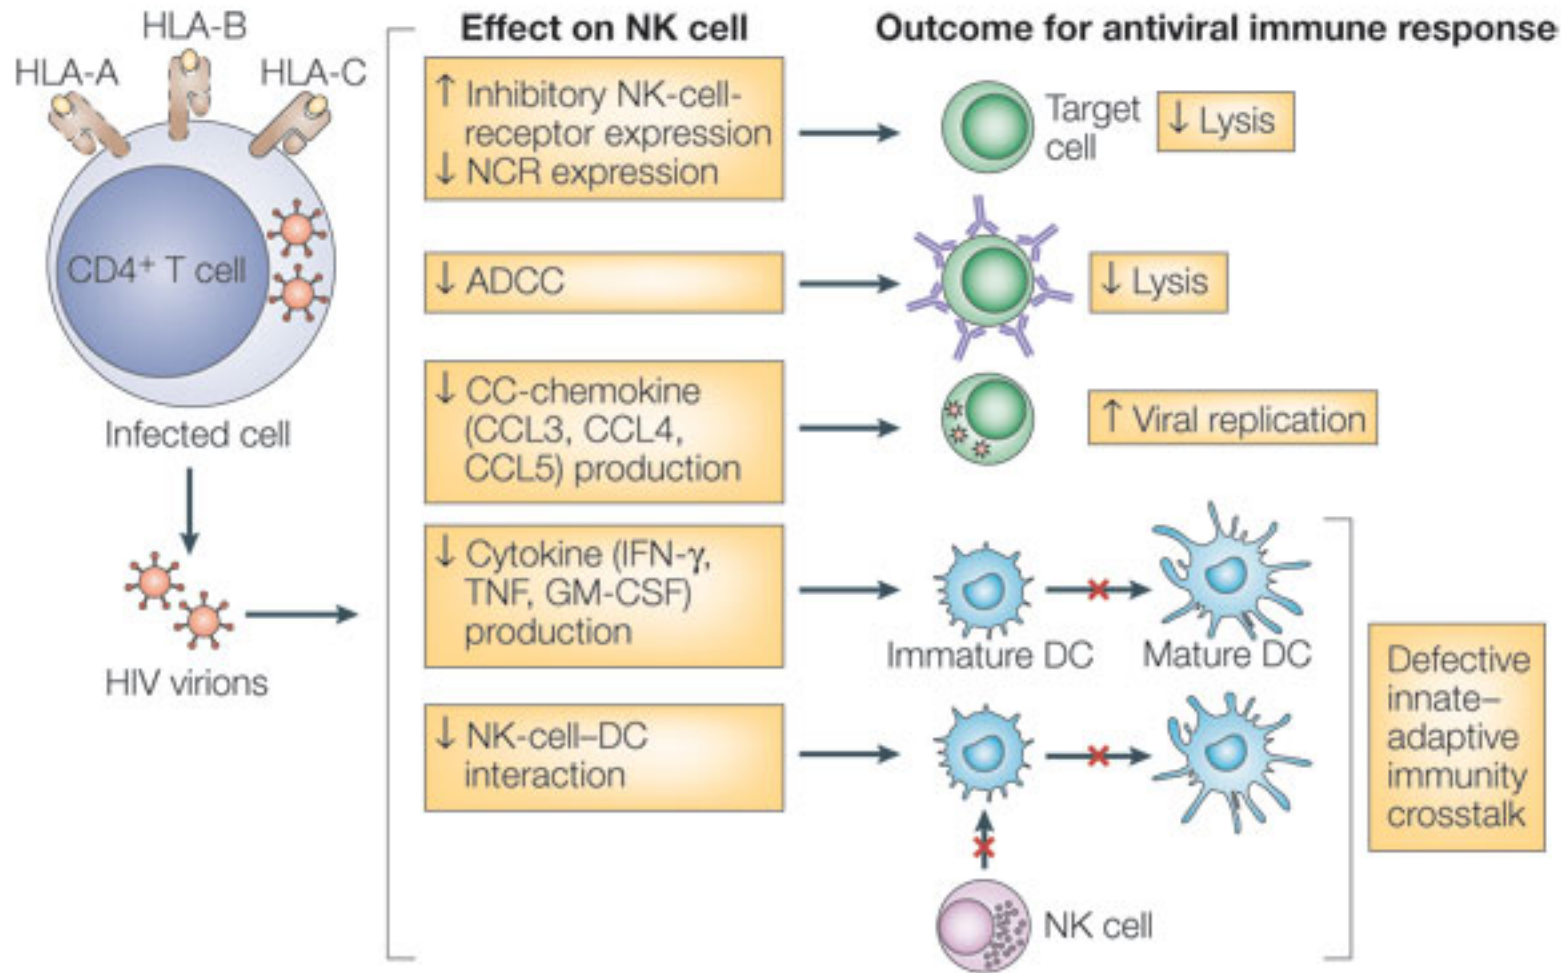 HLA-B
HLA-A
HLA-C
CD4⁺ T cell
Infected cell
HIV virions
Effect on NK cell
↑ Inhibitory NK-cell-
receptor expression
↓ NCR expression
↓ ADCC
↓ CC-chemokine
(CCL3, CCL4,
CCL5) production
↓ Cytokine (IFN-γ,
TNF, GM-CSF)
production
↓ NK-cell–DC
interaction
Outcome for antiviral immune response
Target
cell
↓ Lysis
↓ Lysis
↑ Viral replication
Immature DC
Mature DC
NK cell
Defective
innate–
adaptive
immunity
crosstalk